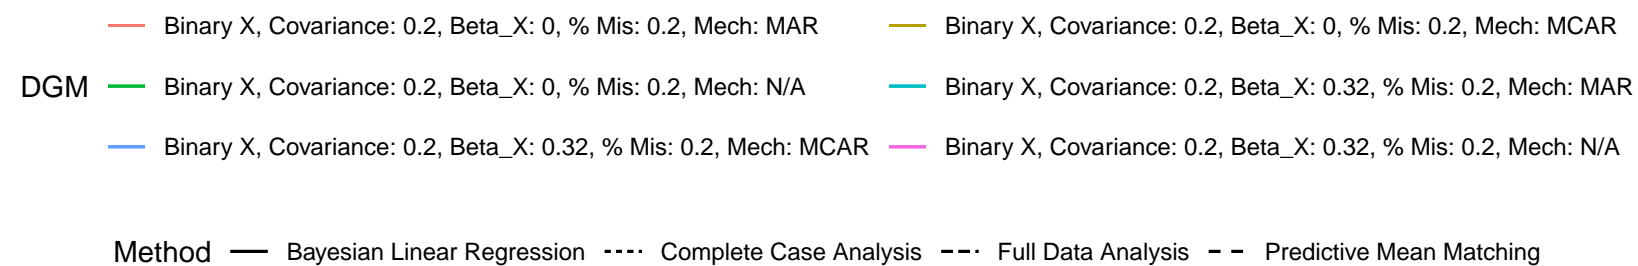 Binary X, Covariance: 0.2, Beta_X: 0, % Mis: 0.2, Mech: MAR Binary X, Covariance: 0.2, Beta_X: 0, % Mis: 0.2, Mech: MCAR
DGM Binary X, Covariance: 0.2, Beta_X: 0, % Mis: 0.2, Mech: N/A Binary X, Covariance: 0.2, Beta_X: 0.32, % Mis: 0.2, Mech: MAR
Binary X, Covariance: 0.2, Beta_X: 0.32, % Mis: 0.2, Mech: MCAR Binary X, Covariance: 0.2, Beta_X: 0.32, % Mis: 0.2, Mech: N/A
Method Bayesian Linear Regression Complete Case Analysis Full Data Analysis Predictive Mean Matching